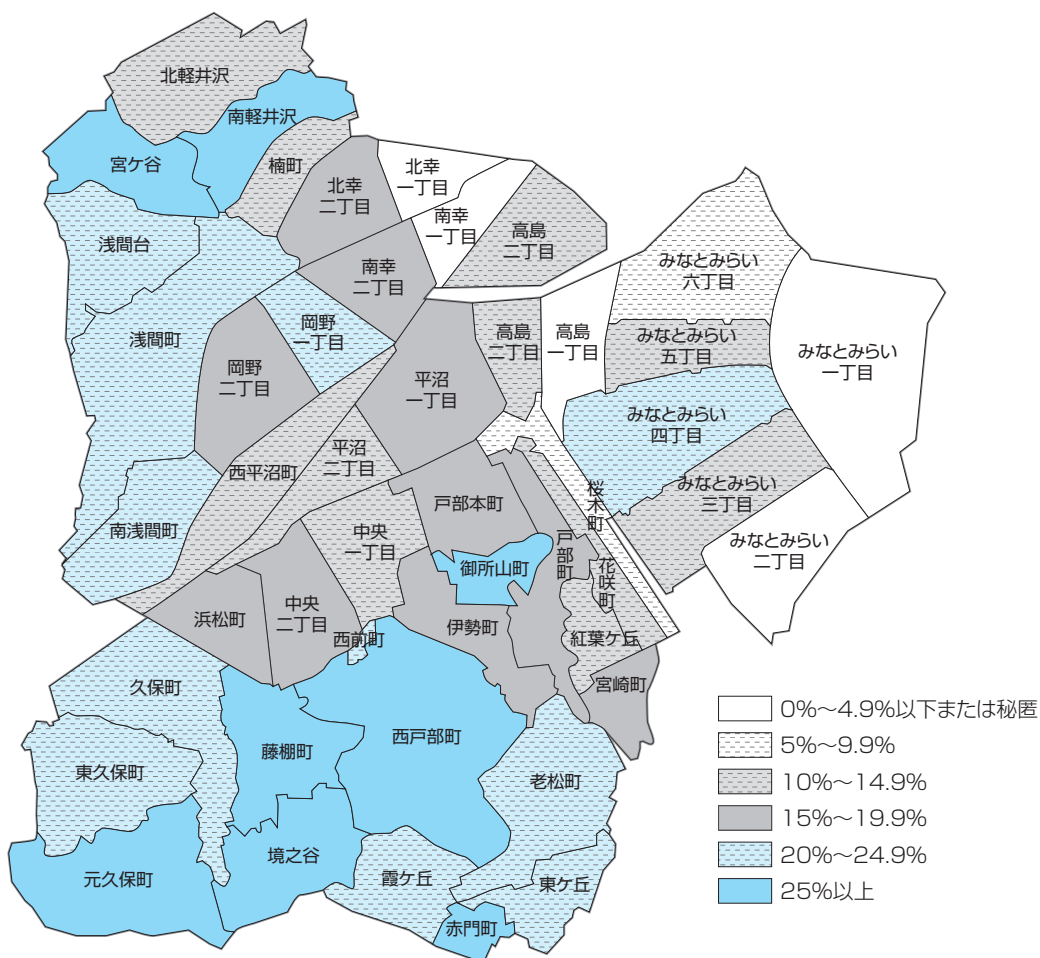 北軽井沢
南軽井沢
宮ケ谷
楠町
北幸
二丁目
北幸
一丁目
南幸
一丁目
高島
二丁目
浅間台
南幸
二丁目
みなとみらい
六丁目
浅間町
岡野
一丁目
高島
二丁目
高島
一丁目
みなとみらい
五丁目
みなとみらい
一丁目
岡野
二丁目
平沼
一丁目
みなとみらい
四丁目
西平沼町
平沼
二丁目
みなとみらい
三丁目
桜木町
南浅間町
戸部本町
中央
一丁目
みなとみらい
二丁目
戸部町
御所山町
花咲町
浜松町
中央
二丁目
西前町
伊勢町
紅葉ケ丘
宮崎町
久保町
藤棚町
西戸部町
東久保町
老松町
元久保町
境之谷
霞ケ丘
東ケ丘
赤門町
0%～4.9%以下または秘匿
5%～9.9%
10%～14.9%
15%～19.9%
20%～24.9%
25%以上